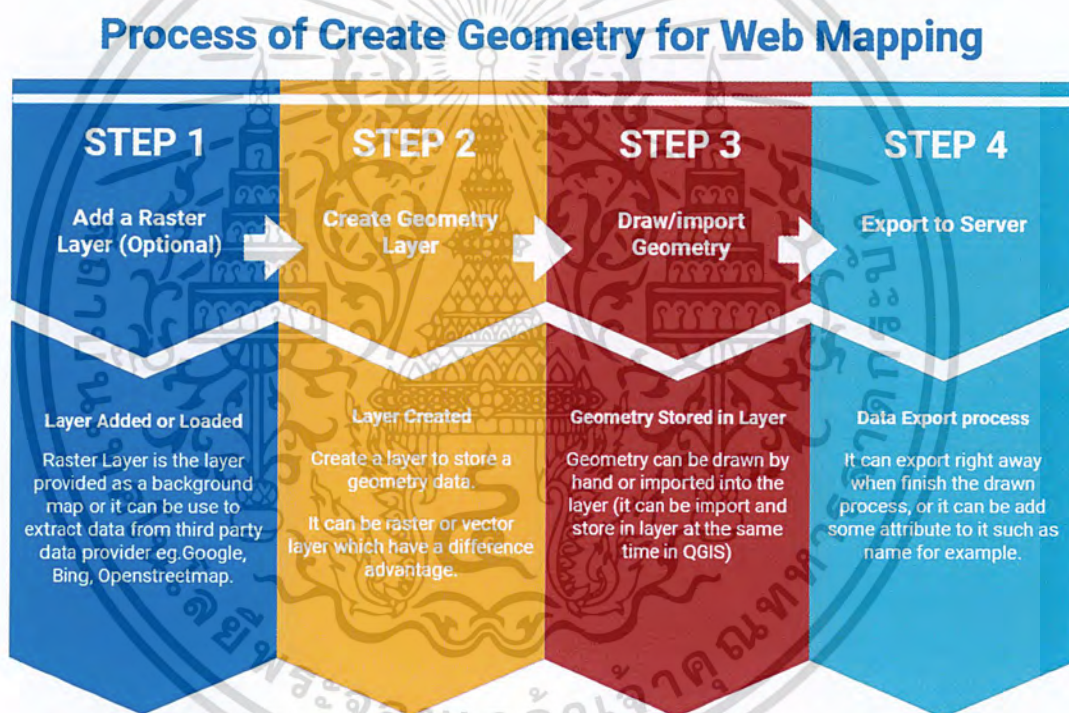 Process of Create Geometry for Web Mapping
STEP 1
Add a Raster
Layer (Optional)
STEP 2
Create Geometry
Layer
STEP 3
Draw/import
Geometry
STEP 4
Export to Server
Layer Added or Loaded
Raster Layer is the layer
provided as a background
map or it can be use to
extract data from third party
data provider eg.Google,
Bing, Openstreetmap.
Layer Created
Create a layer to store a
geometry data.
It can be raster or vector
layer which have a difference
advantage.
Geometry Stored in Layer
Geometry can be drawn by
hand or imported into the
layer (it can be import and
store in layer at the same
time in QGIS)
Data Export process
It can export right away
when finish the drawn
process, or it can be add
some attribute to it such as
name for example.